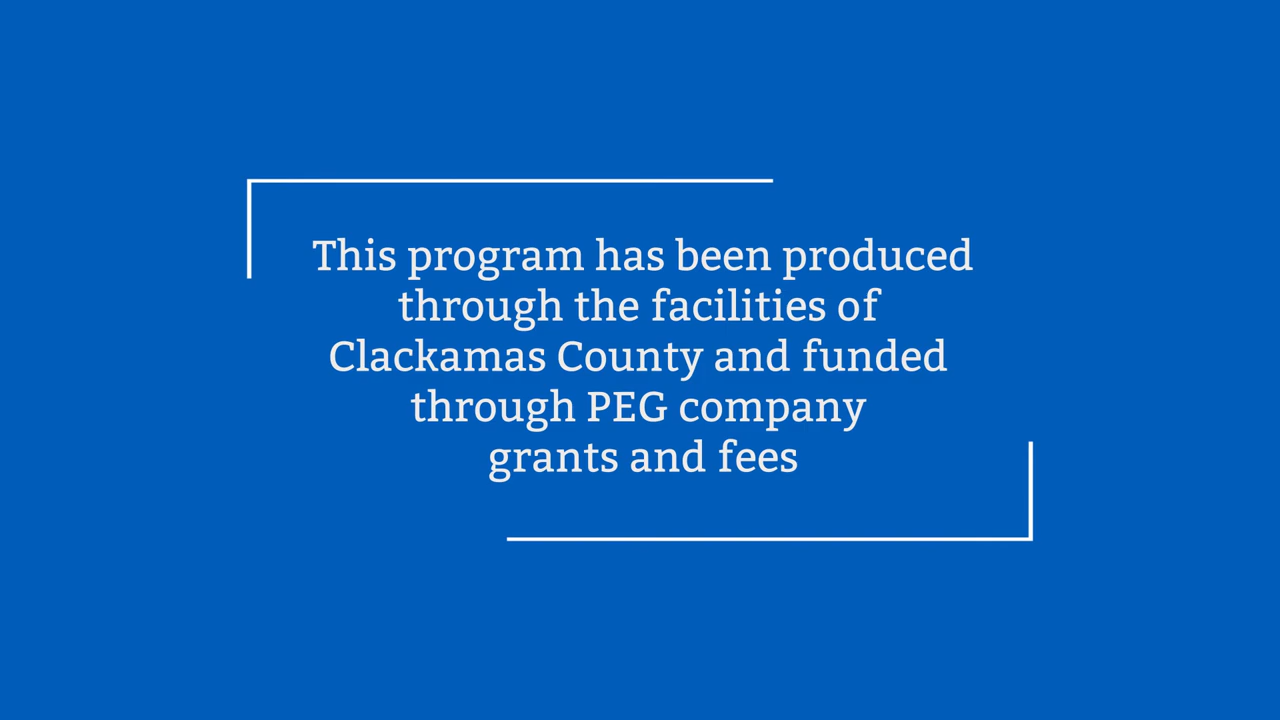 This program has been produced
through the facilities of
Clackamas County and funded
through PEG company
grants and fees